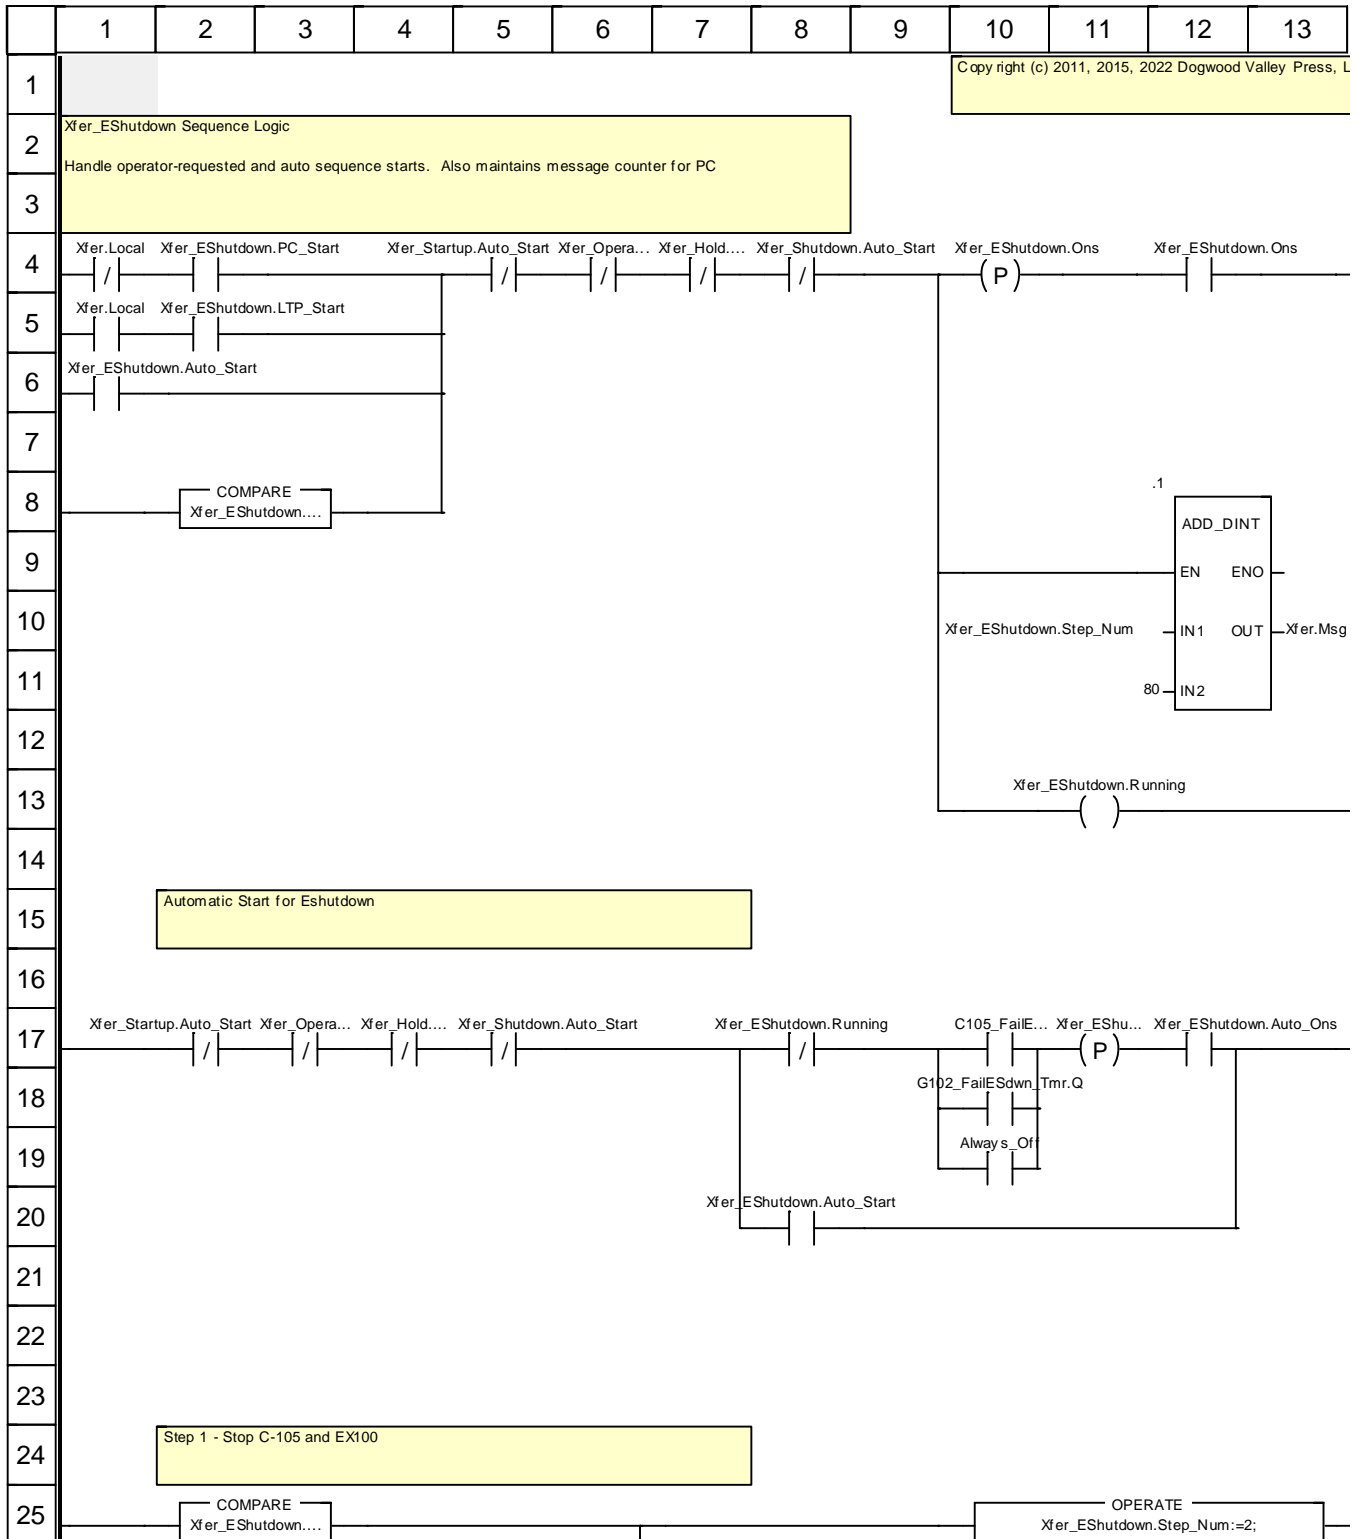 1 2 3 4 5 6 7 8 9 10 11 12 13
1
Copyright (c) 2011, 2015, 2022 Dogwood Valley Press, L
2
Xfer_EShutdown Sequence Logic
Handle operator-requested and auto sequence starts. Also maintains message counter for PC
3
4
Xfer.Local Xfer_EShutdown.PC_Start Xfer_Startup.Auto_Start Xfer_Opera... Xfer_Hold.... Xfer_Shutdown.Auto_Start Xfer_EShutdown.Ons Xfer_EShutdown.Ons
/ / / / / P
5
Xfer.Local Xfer_EShutdown.LTP_Start
6
Xfer_EShutdown.Auto_Start
7
8
COMPARE
Xfer_EShutdown....
.1
ADD_DINT
9
EN ENO
10
Xfer_EShutdown.Step_Num IN1 OUT Xfer.Msg
11
80 IN2
12
13
Xfer_EShutdown.Running
14
15
Automatic Start for Eshutdown
16
17
Xfer_Startup.Auto_Start Xfer_Opera... Xfer_Hold.... Xfer_Shutdown.Auto_Start Xfer_EShutdown.Running C105_FailE... Xfer_EShu... Xfer_EShutdown.Auto_Ons
/ / / / / P
18
G102_FailESdwn_Tmr.Q
19
Always_Off
20
Xfer_EShutdown.Auto_Start
21
22
23
24
Step 1 - Stop C-105 and EX100
25
COMPARE
Xfer_EShutdown....
OPERATE
Xfer_EShutdown.Step_Num:=2;